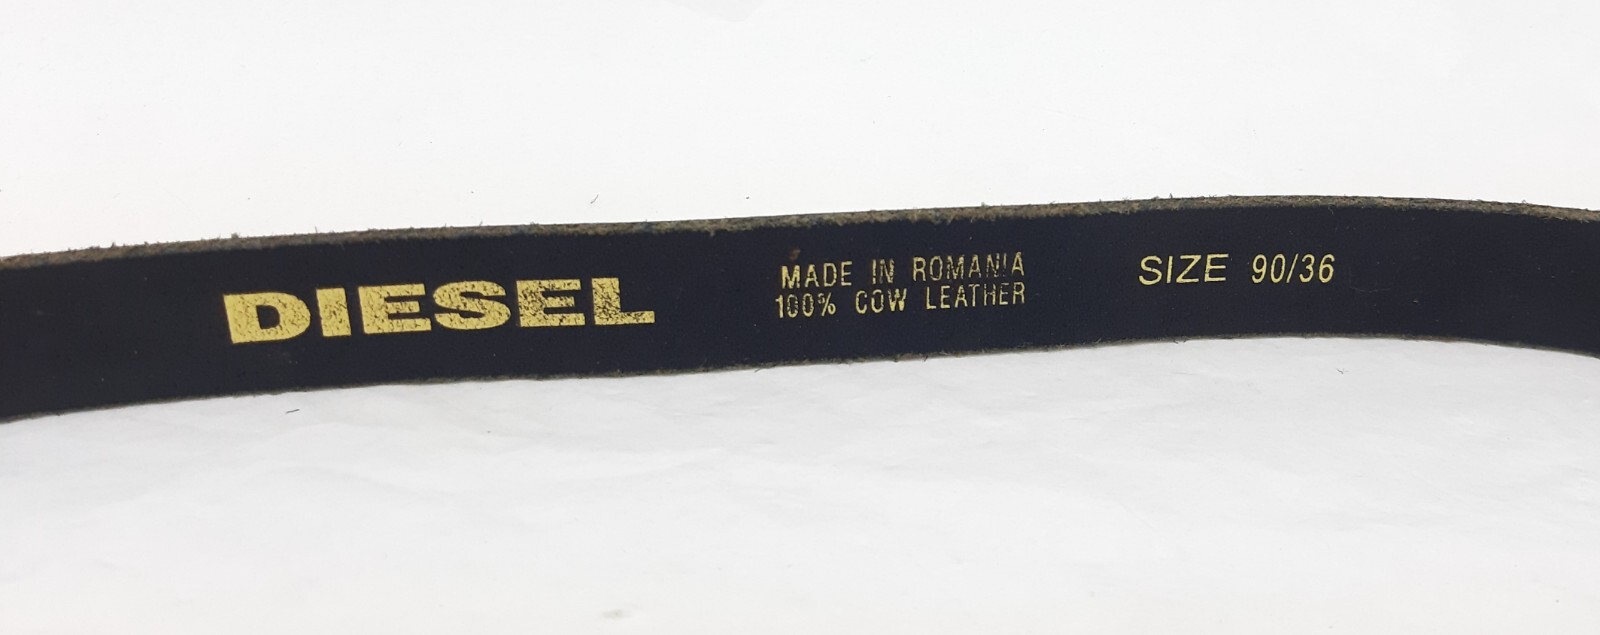 DIESEL
MADE IN ROMANIA
100% COW LEATHER
SIZE 90/36